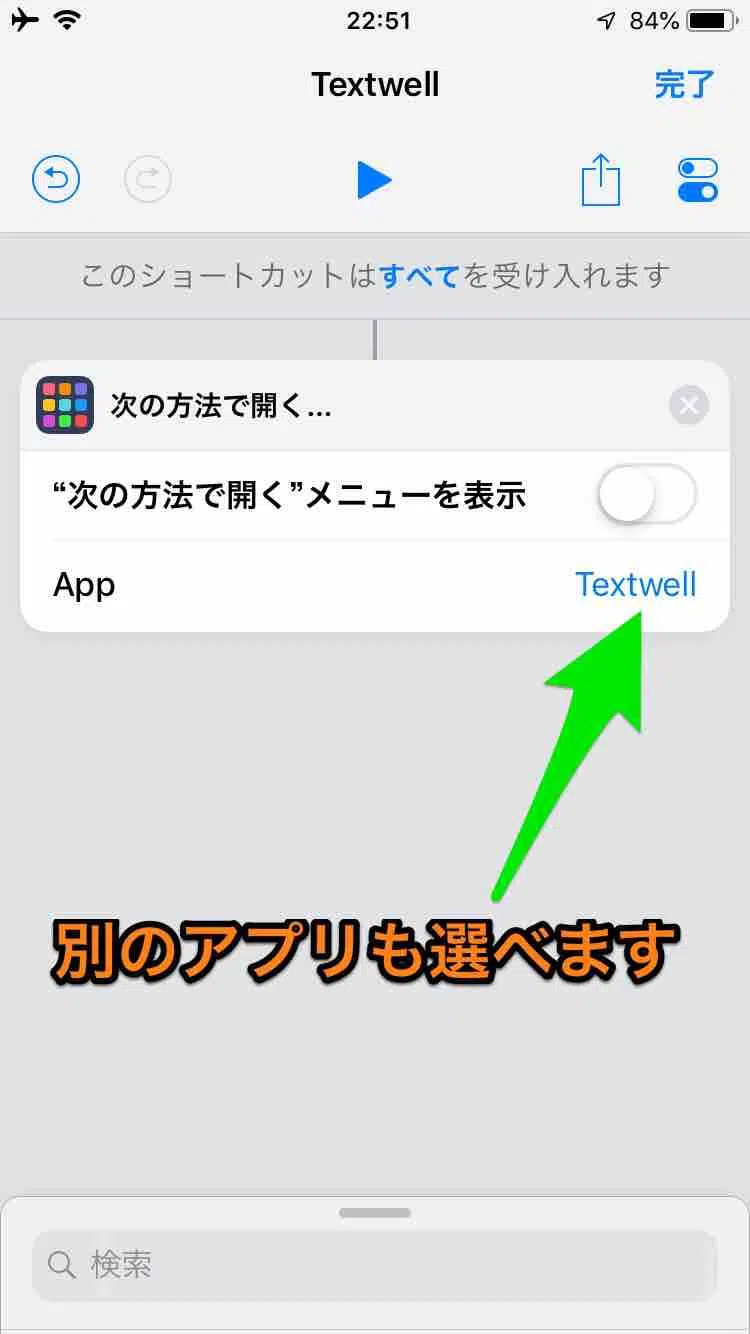 22:51
84%
Textwell
完了
このショートカットはすべてを受け入れます
次の方法で開く...
“次の方法で開く”メニューを表示
App
Textwell
別のアプリも選べます
検索